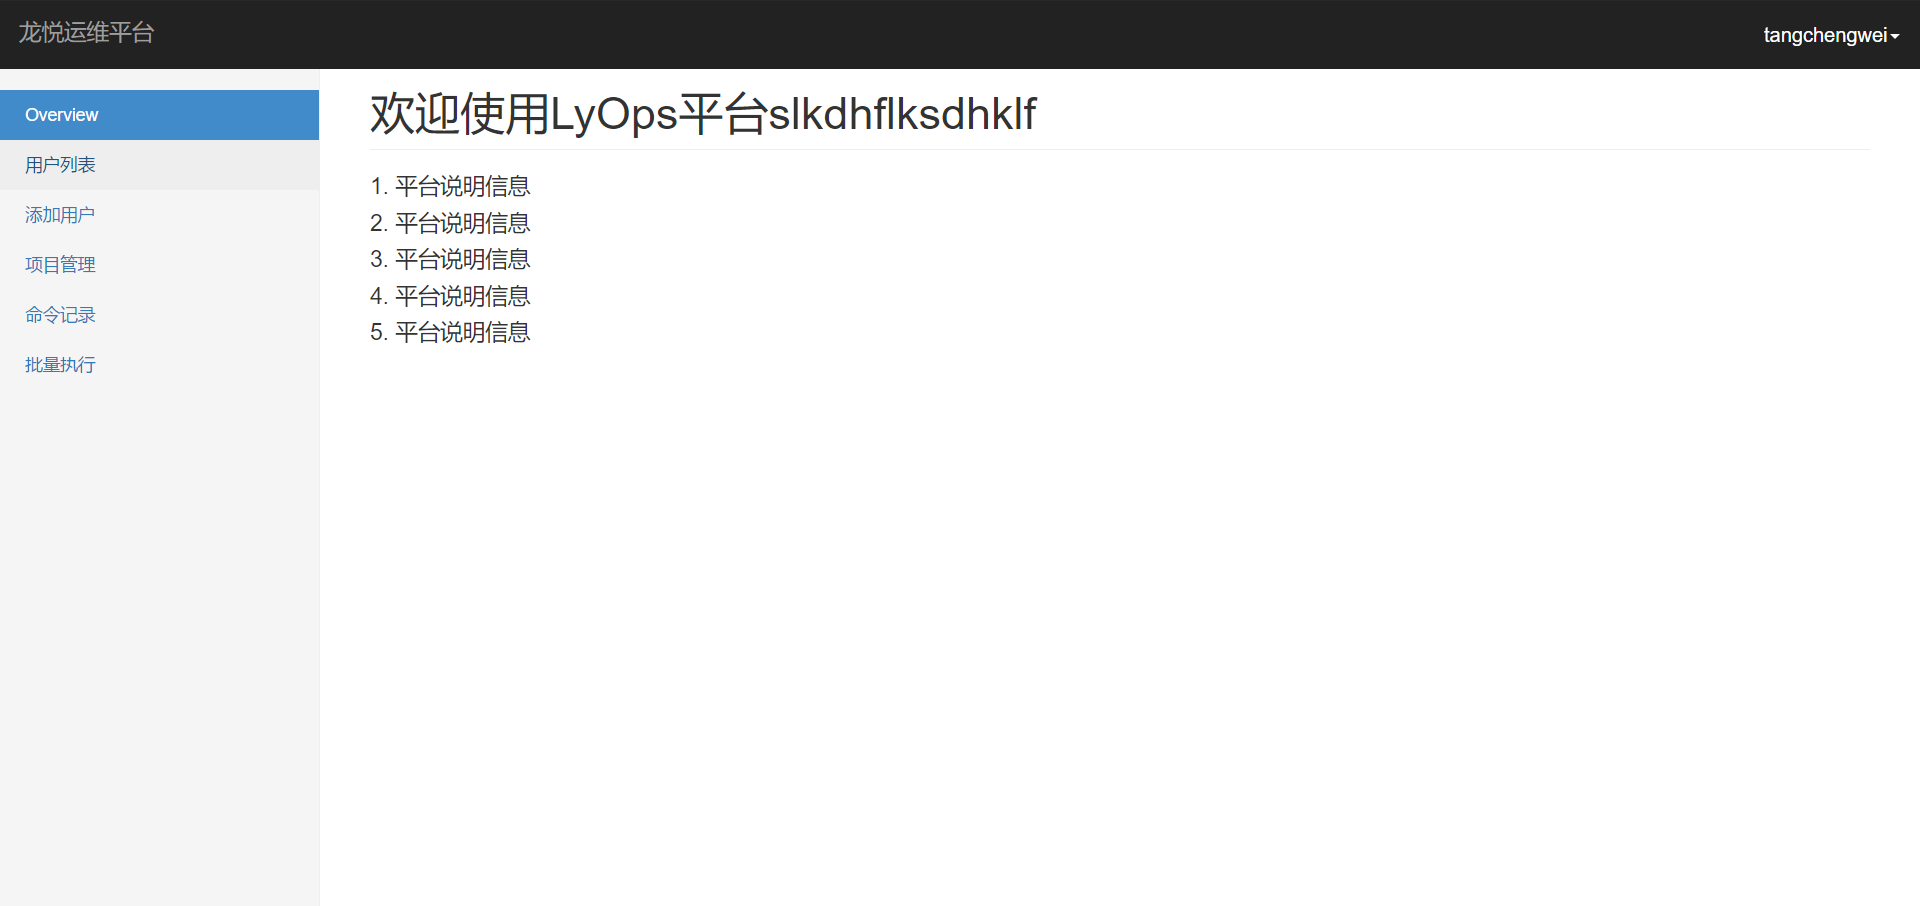 龙悦运维平台
tangchengwei
Overview
用户列表
添加用户
项目管理
命令记录
批量执行
欢迎使用LyOps平台slkdhflksdhklf
1. 平台说明信息
2. 平台说明信息
3. 平台说明信息
4. 平台说明信息
5. 平台说明信息